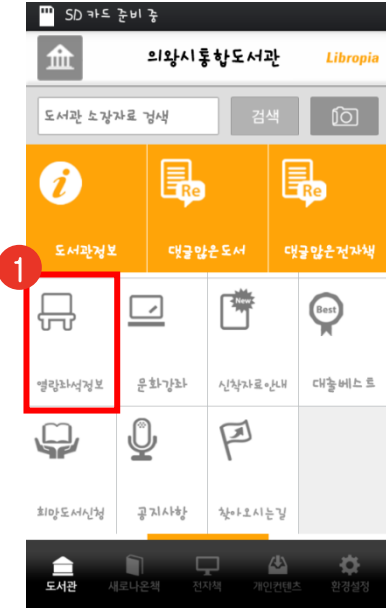 SD 카드 준비 중
의왕시통합도서관 Libropia
도서관 소장자료 검색 검색
i
Re Re
도서관정보 댓글많은도서 댓글많은전자책
1
New Best
열람좌석정보 문화강좌 신착자료안내 대출베스트
희망도서신청 공지사항 찾아오시는길
도서관 새로나온책 전자책 개인컨텐츠 환경설정